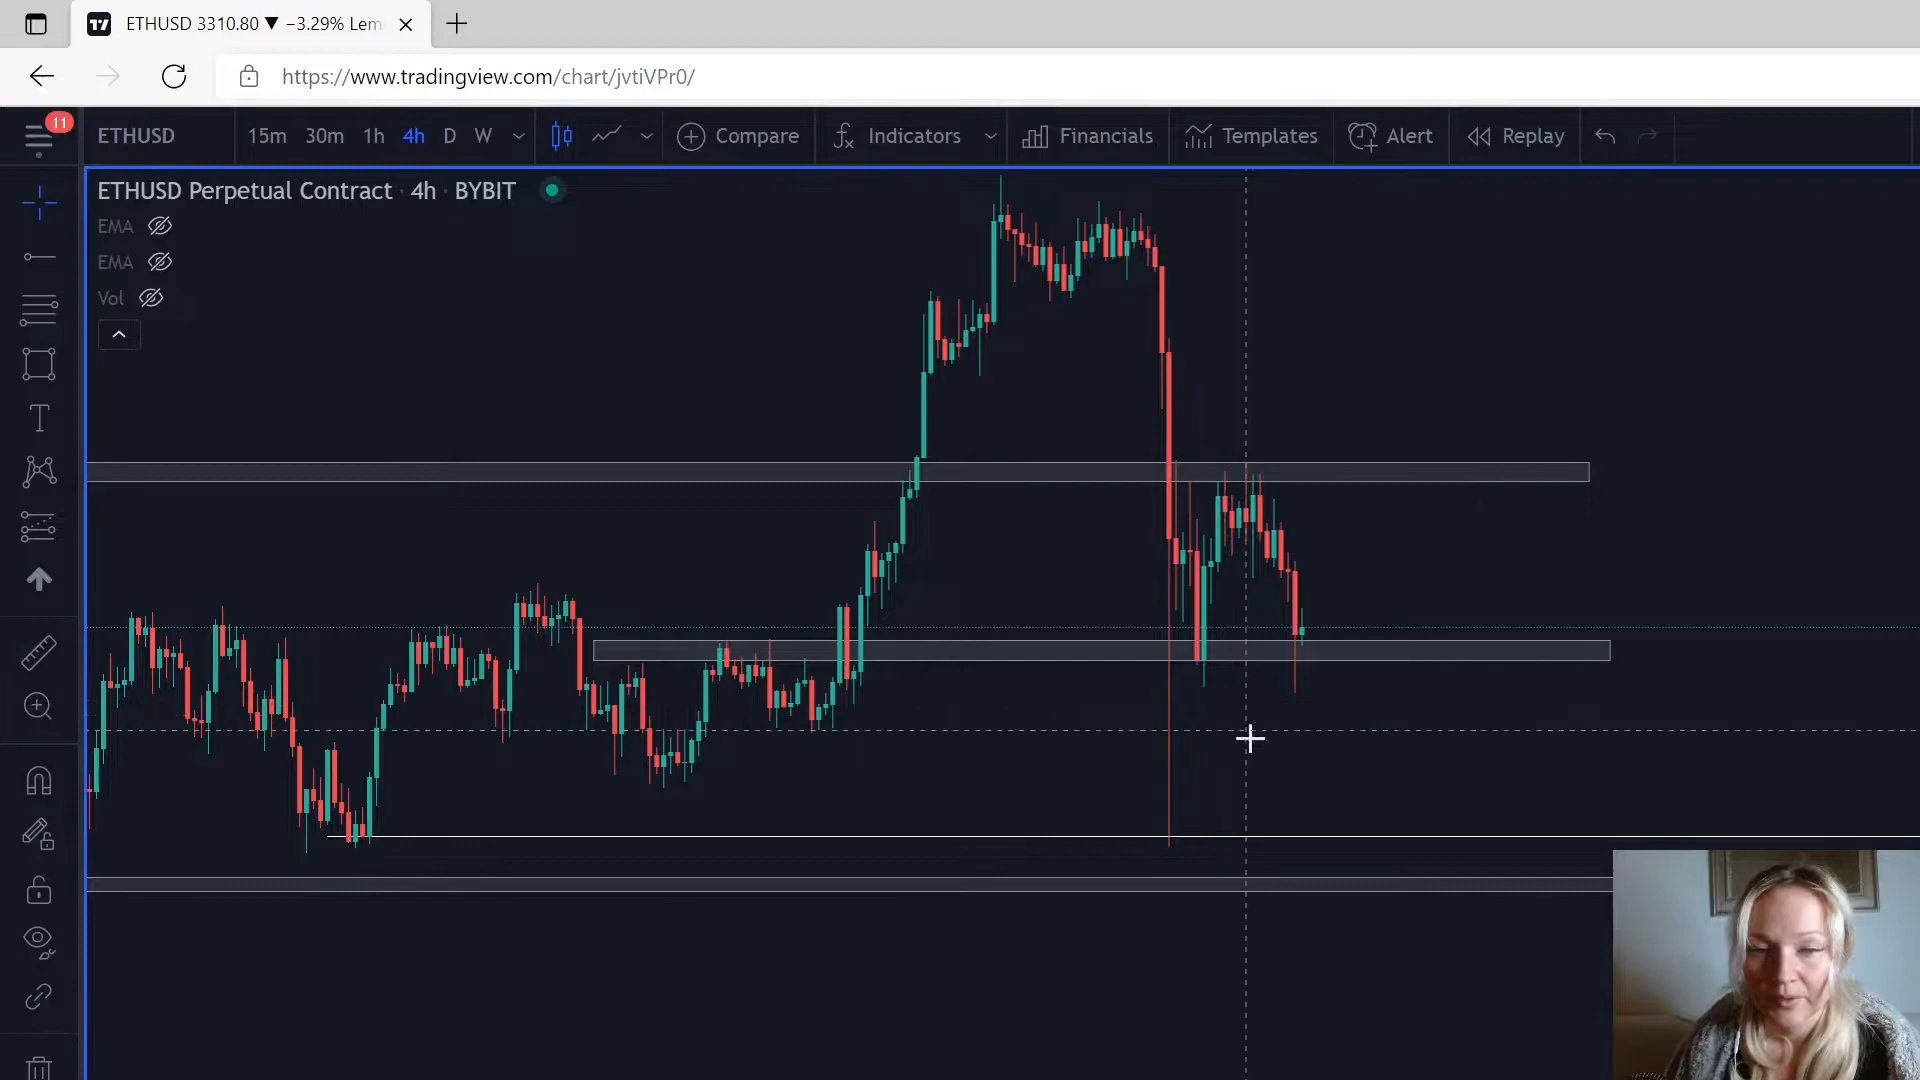 ETHUSD 3310.80 ▼ −3.29% Lem
https://www.tradingview.com/chart/jvtiVPr0/
11
ETHUSD 15m 30m 1h 4h D W Compare Indicators Financials Templates Alert Replay
ETHUSD Perpetual Contract · 4h · BYBIT
EMA
EMA
Vol